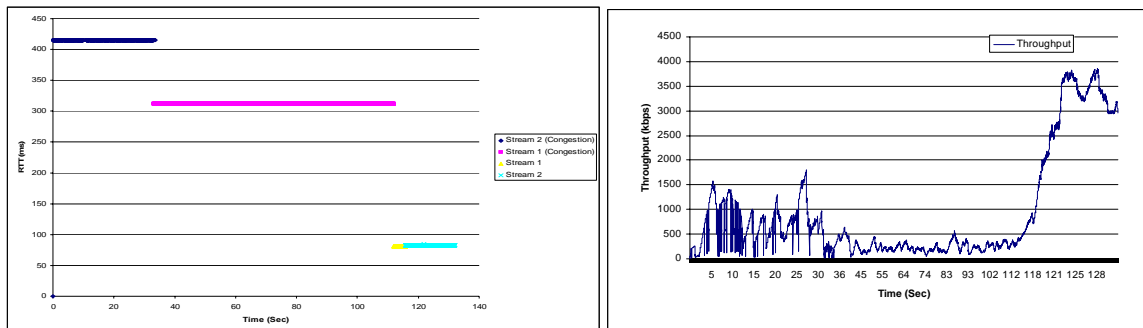 450
400
350
300
250
200
150
100
50
0
RTT(ms)
0 20 40 60 80 100 120 140
Time (Sec)
Stream 2 (Congestion)
Stream 1 (Congestion)
Stream 1
Stream 2
Throughput
4500
4000
3500
3000
2500
2000
1500
1000
500
0
Throughput (kbps)
5 10 15 20 25 30 36 45 55 64 74 83 93 102 112 121 125 128
Time (Sec)